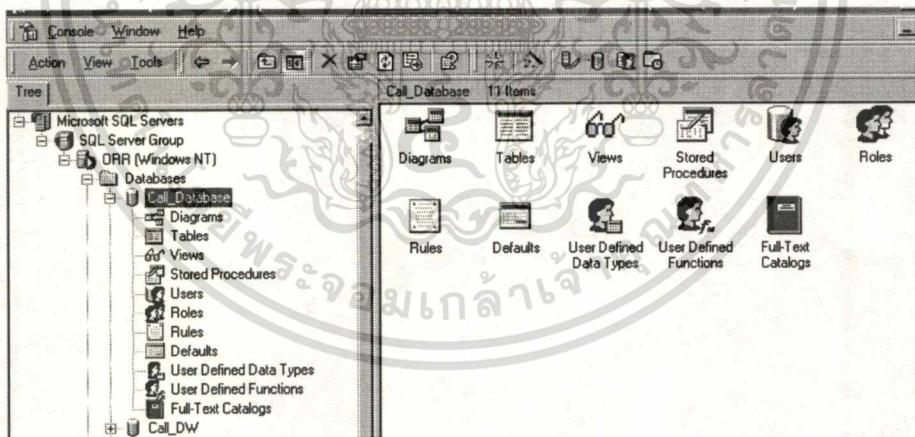 Console Window Help
Action View Tools
Tree
Call_Database 11 Items
Microsoft SQL Servers
SQL Server Group
ORR (Windows NT)
Databases
Call_Database
Diagrams
Tables
Views
Stored Procedures
Users
Roles
Rules
Defaults
User Defined Data Types
User Defined Functions
Full-Text Catalogs
Call_DW
Diagrams
Tables
Views
Stored Procedures
Users
Roles
Rules
Defaults
User Defined Data Types
User Defined Functions
Full-Text Catalogs